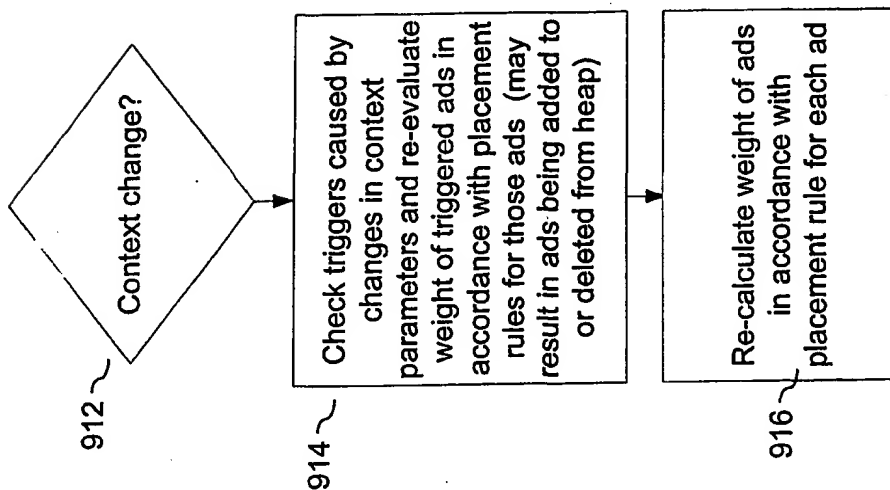 912
Context change?
914
Check triggers caused by
changes in context
parameters and re-evaluate
weight of triggered ads in
accordance with placement
rules for those ads (may
result in ads being added to
or deleted from heap)
916
Re-calculate weight of ads
in accordance with
placement rule for each ad